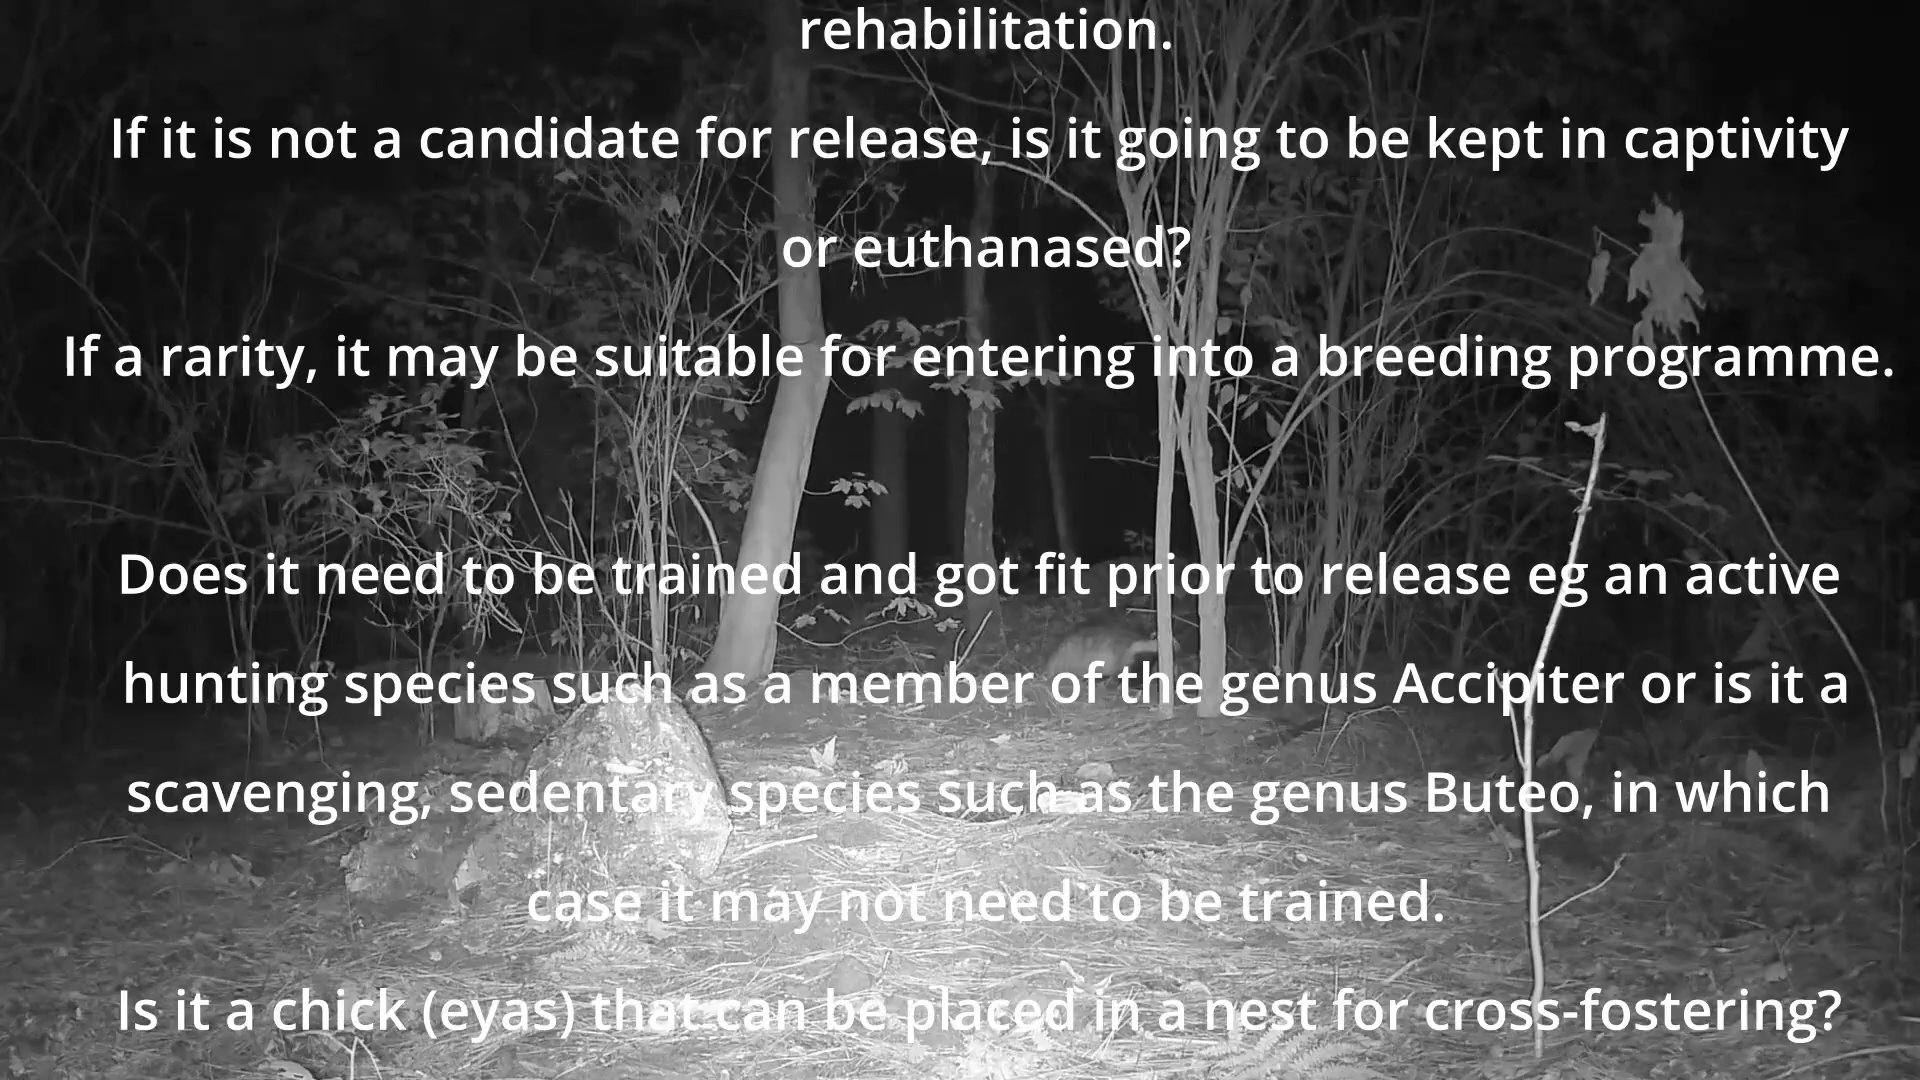 rehabilitation.
If it is not a candidate for release, is it going to be kept in captivity
or euthanased?
If a rarity, it may be suitable for entering into a breeding programme.
Does it need to be trained and got fit prior to release eg an active
hunting species such as a member of the genus Accipiter or is it a
scavenging, sedentary species such as the genus Buteo, in which
case it may not need to be trained.
Is it a chick (eyas) that can be placed in a nest for cross-fostering?